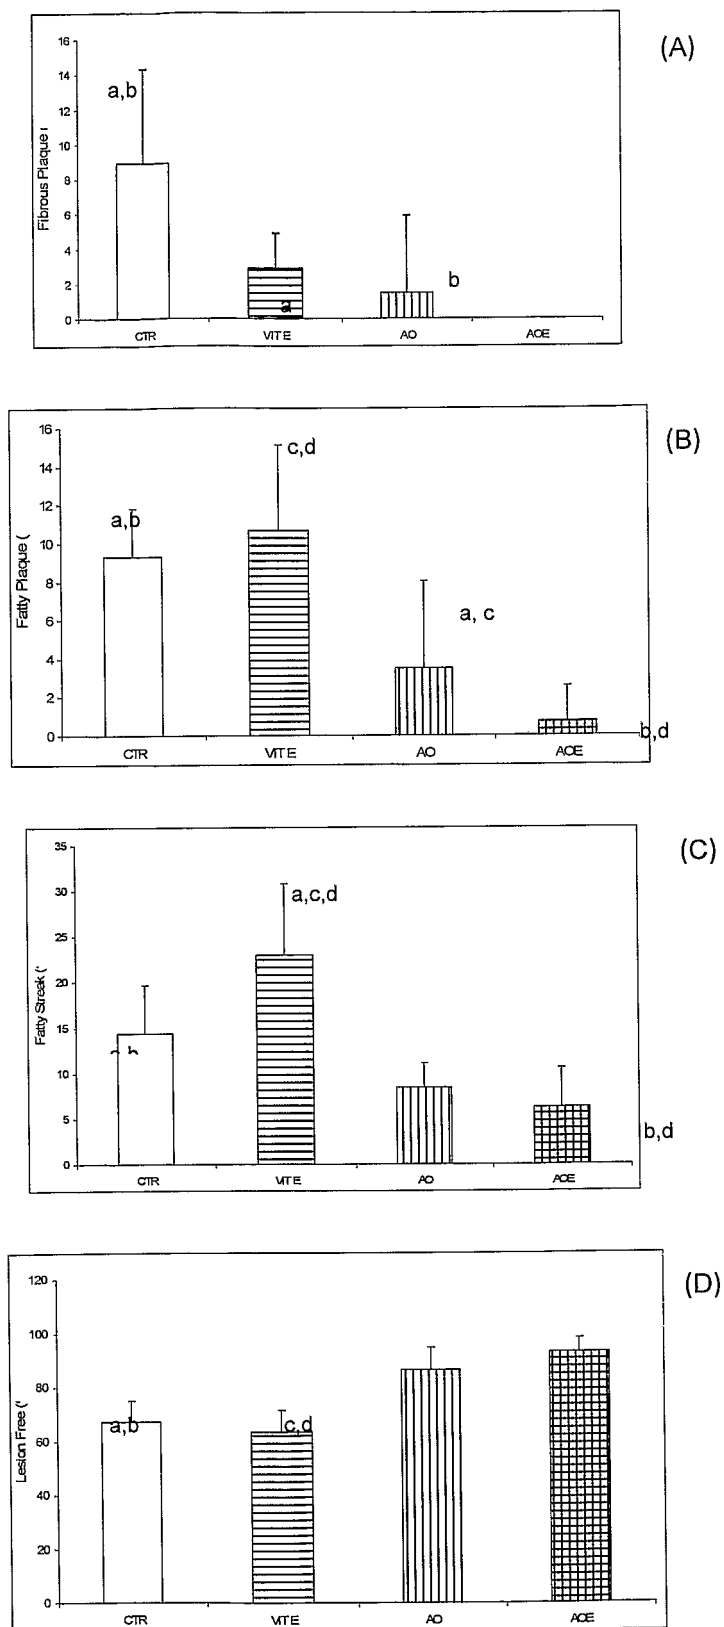 (A)
16
14
12
10
8
6
4
2
0
Fibrous Plaque (
a,b
a
b
CTR VIT E AO AOE
(B)
16
14
12
10
8
6
4
2
0
Fatty Plaque (
a,b
c,d
a, c
b,d
CTR VIT E AO AOE
(C)
35
30
25
20
15
10
5
0
Fatty Streak (
a,c,d
b,d
CTR VIT E AO AOE
(D)
120
100
80
60
40
20
0
Lesion Free (
a,b
c,d
CTR VIT E AO AOE